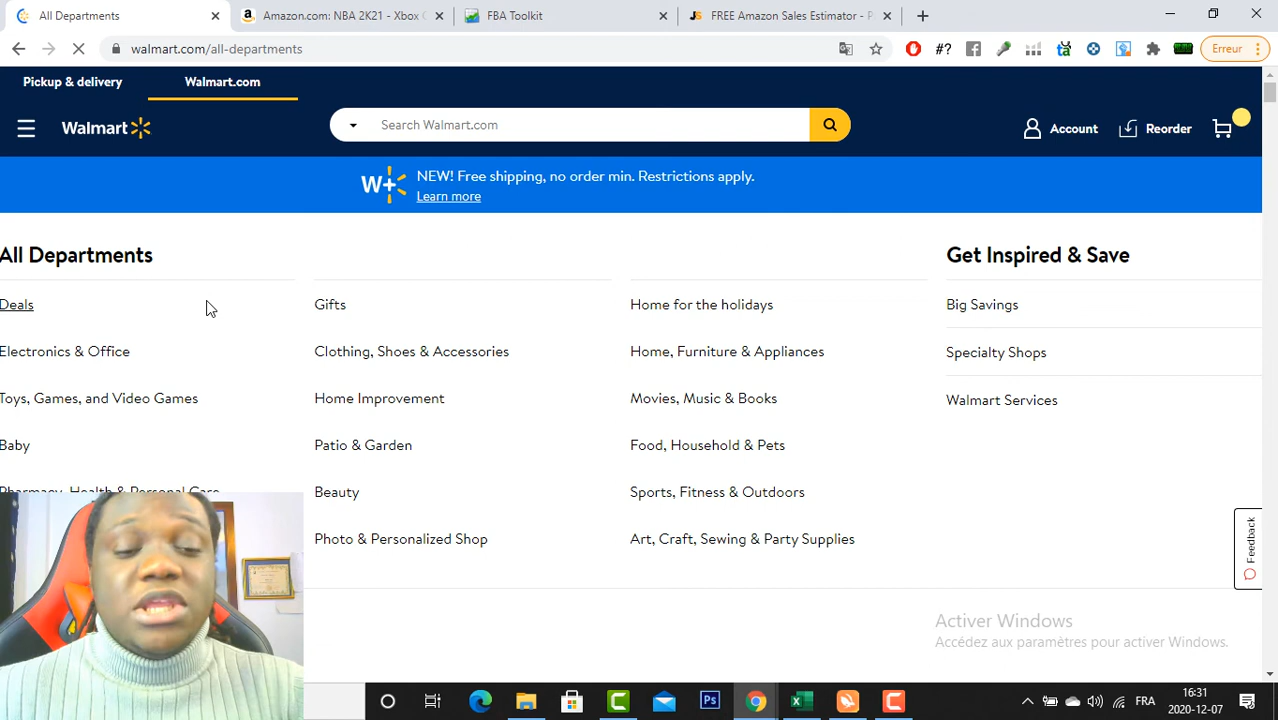 All Departments
Amazon.com: NBA 2K21 - Xbox
FBA Toolkit
FREE Amazon Sales Estimator - P
walmart.com/all-departments
#?
Erreur
Pickup & delivery
Walmart.com
Walmart
Search Walmart.com
Account
Reorder
W+
NEW! Free shipping, no order min. Restrictions apply.
Learn more
All Departments
Get Inspired & Save
Deals
Gifts
Home for the holidays
Big Savings
Electronics & Office
Clothing, Shoes & Accessories
Home, Furniture & Appliances
Specialty Shops
Toys, Games, and Video Games
Home Improvement
Movies, Music & Books
Walmart Services
Baby
Patio & Garden
Food, Household & Pets
Pharmacy, Health & Personal Care
Beauty
Sports, Fitness & Outdoors
Photo & Personalized Shop
Art, Craft, Sewing & Party Supplies
Feedback
Activer Windows
Accédez aux paramètres pour activer Windows.
Ps
FRA
16:31
2020-12-07